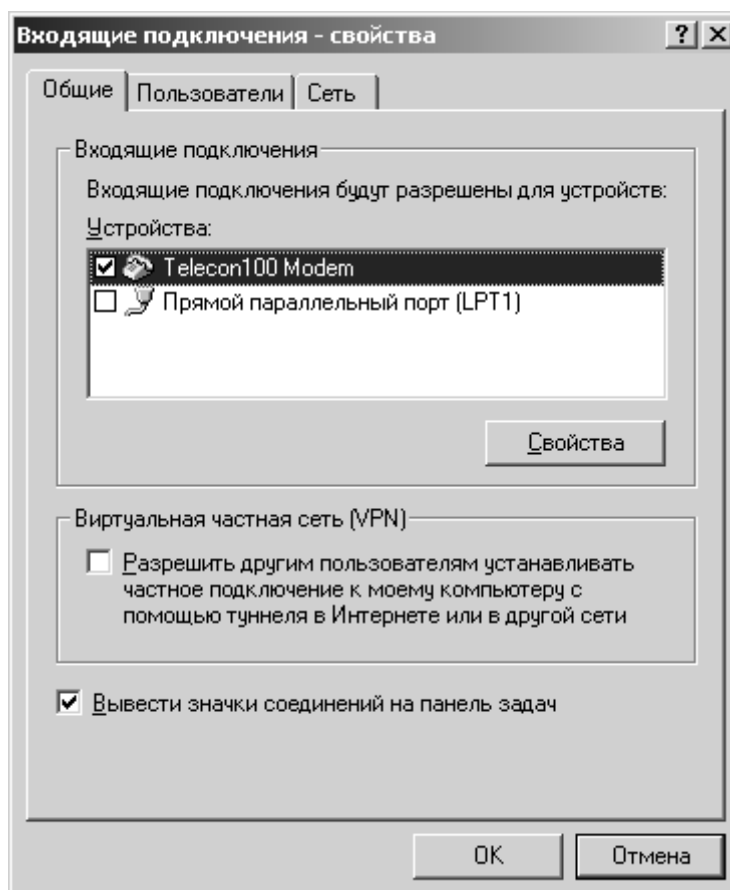 Входящие подключения - свойства
Общие Пользователи Сеть
Входящие подключения
Входящие подключения будут разрешены для устройств:
Устройства:
Telecon100 Modem
Прямой параллельный порт (LPT1)
Свойства
Виртуальная частная сеть (VPN)
Разрешить другим пользователям устанавливать
частное подключение к моему компьютеру с
помощью туннеля в Интернете или в другой сети
Вывести значки соединений на панель задач
OK Отмена